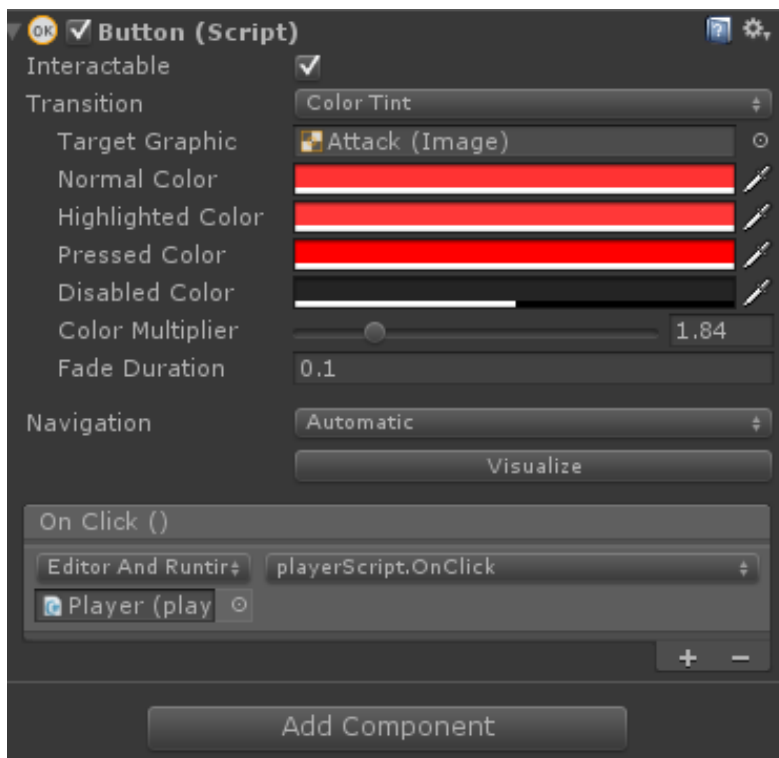 OK Button (Script)
Interactable
Transition Color Tint
Target Graphic Attack (Image)
Normal Color
Highlighted Color
Pressed Color
Disabled Color
Color Multiplier 1.84
Fade Duration 0.1
Navigation Automatic
Visualize
On Click ()
Editor And Runtir playerScript.OnClick
Player (play
+ −
Add Component